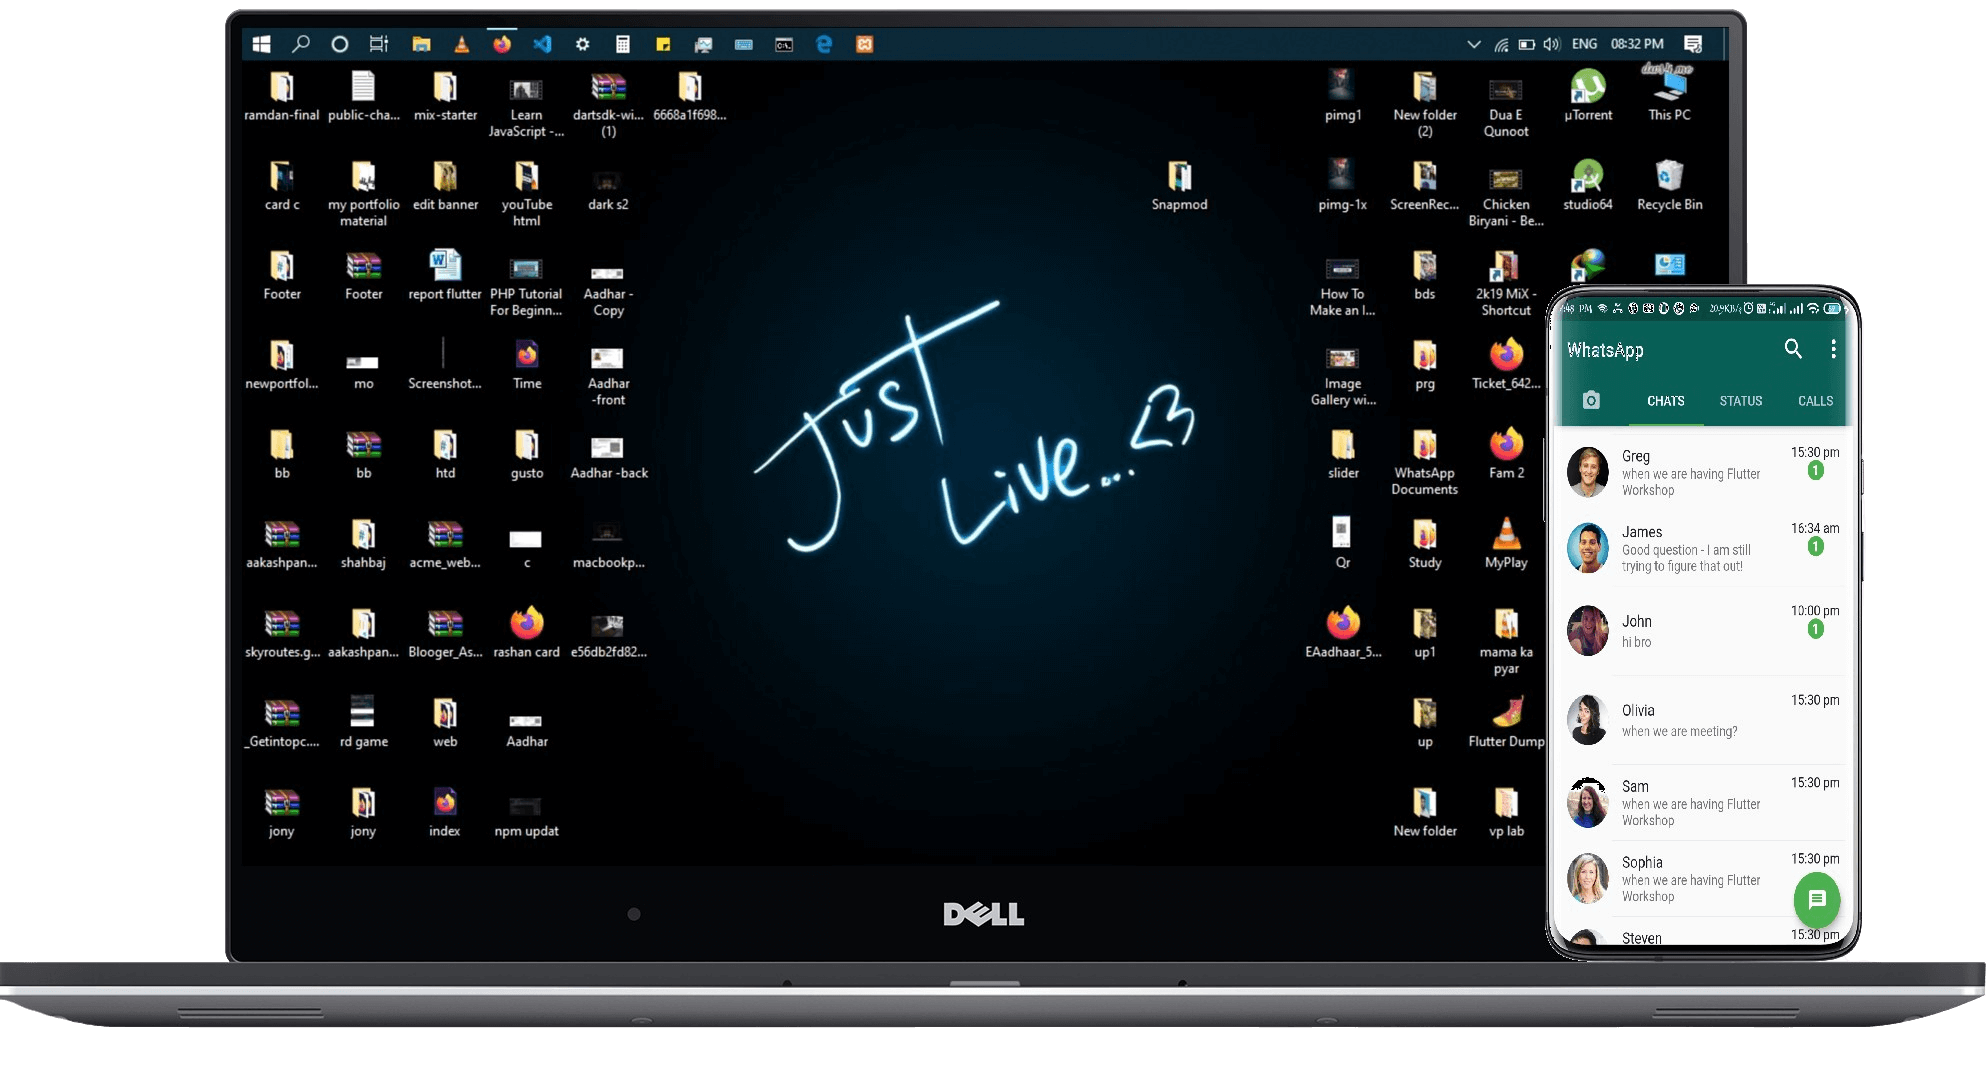 ENG 08:32 PM
ramdan-final public-cha... mix-starter Learn JavaScript -... dartsdk-wi... (1) 6668a1f698...
pimg1 New folder (2) Dua E Qunoot µTorrent This PC
card c my portfolio material edit banner youTube html dark s2
Snapmod
pimg-1x ScreenRec... Chicken Biryani - Be... studio64 Recycle Bin
Footer Footer report flutter PHP Tutorial For Beginn... Aadhar - Copy
How To Make an I... bds 2k19 MiX - Shortcut
newportfol... mo Screenshot... Time Aadhar -front
Image Gallery wi... prg Ticket_642...
bb bb htd gusto Aadhar -back
slider WhatsApp Documents Fam 2
aakashpan... shahbaj acme_web... c macbookp...
Qr Study MyPlay
skyroutes.g... aakashpan... Blooger_As... rashan card e56db2fd82...
EAadhaar_5... up1 mama ka pyar
_Getintopc.... rd game web Aadhar
up Flutter Dump
jony jony index npm updat
New folder vp lab
Just
Live... <3
DELL
WhatsApp
CHATS STATUS CALLS
Greg 15:30 pm
when we are having Flutter 1
Workshop
James 16:34 am
Good question - I am still 1
trying to figure that out!
John 10:00 pm
hi bro 1
Olivia 15:30 pm
when we are meeting?
Sam 15:30 pm
when we are having Flutter
Workshop
Sophia 15:30 pm
when we are having Flutter
Workshop
Steven 15:30 pm